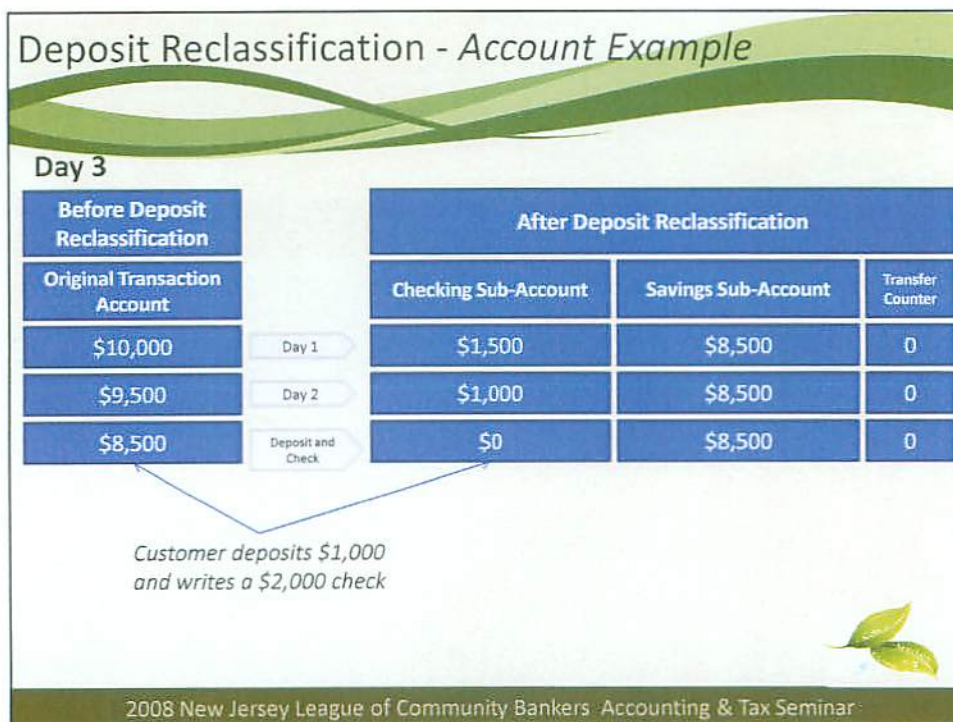 Deposit Reclassification - Account Example
Day 3
Before Deposit
Reclassification
After Deposit Reclassification
Original Transaction
Account
Checking Sub-Account
Savings Sub-Account
Transfer
Counter
$10,000
Day 1
$1,500
$8,500
0
$9,500
Day 2
$1,000
$8,500
0
$8,500
Deposit and
Check
$0
$8,500
0
Customer deposits $1,000
and writes a $2,000 check
2008 New Jersey League of Community Bankers Accounting & Tax Seminar